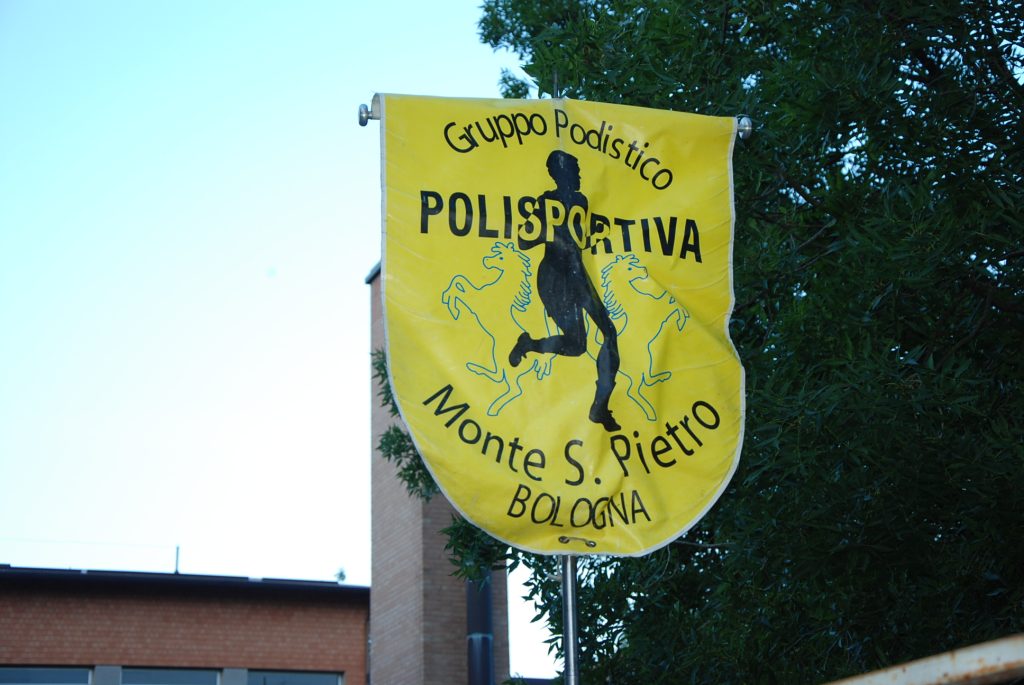 Gruppo Podistico
POLISPORTIVA
Monte S. Pietro
BOLOGNA